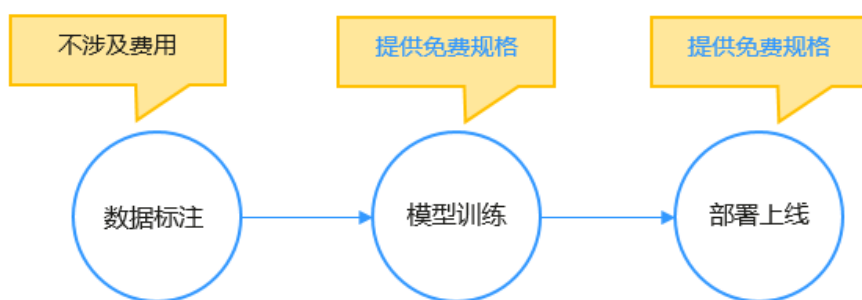 不涉及费用
提供免费规格
提供免费规格
数据标注
模型训练
部署上线